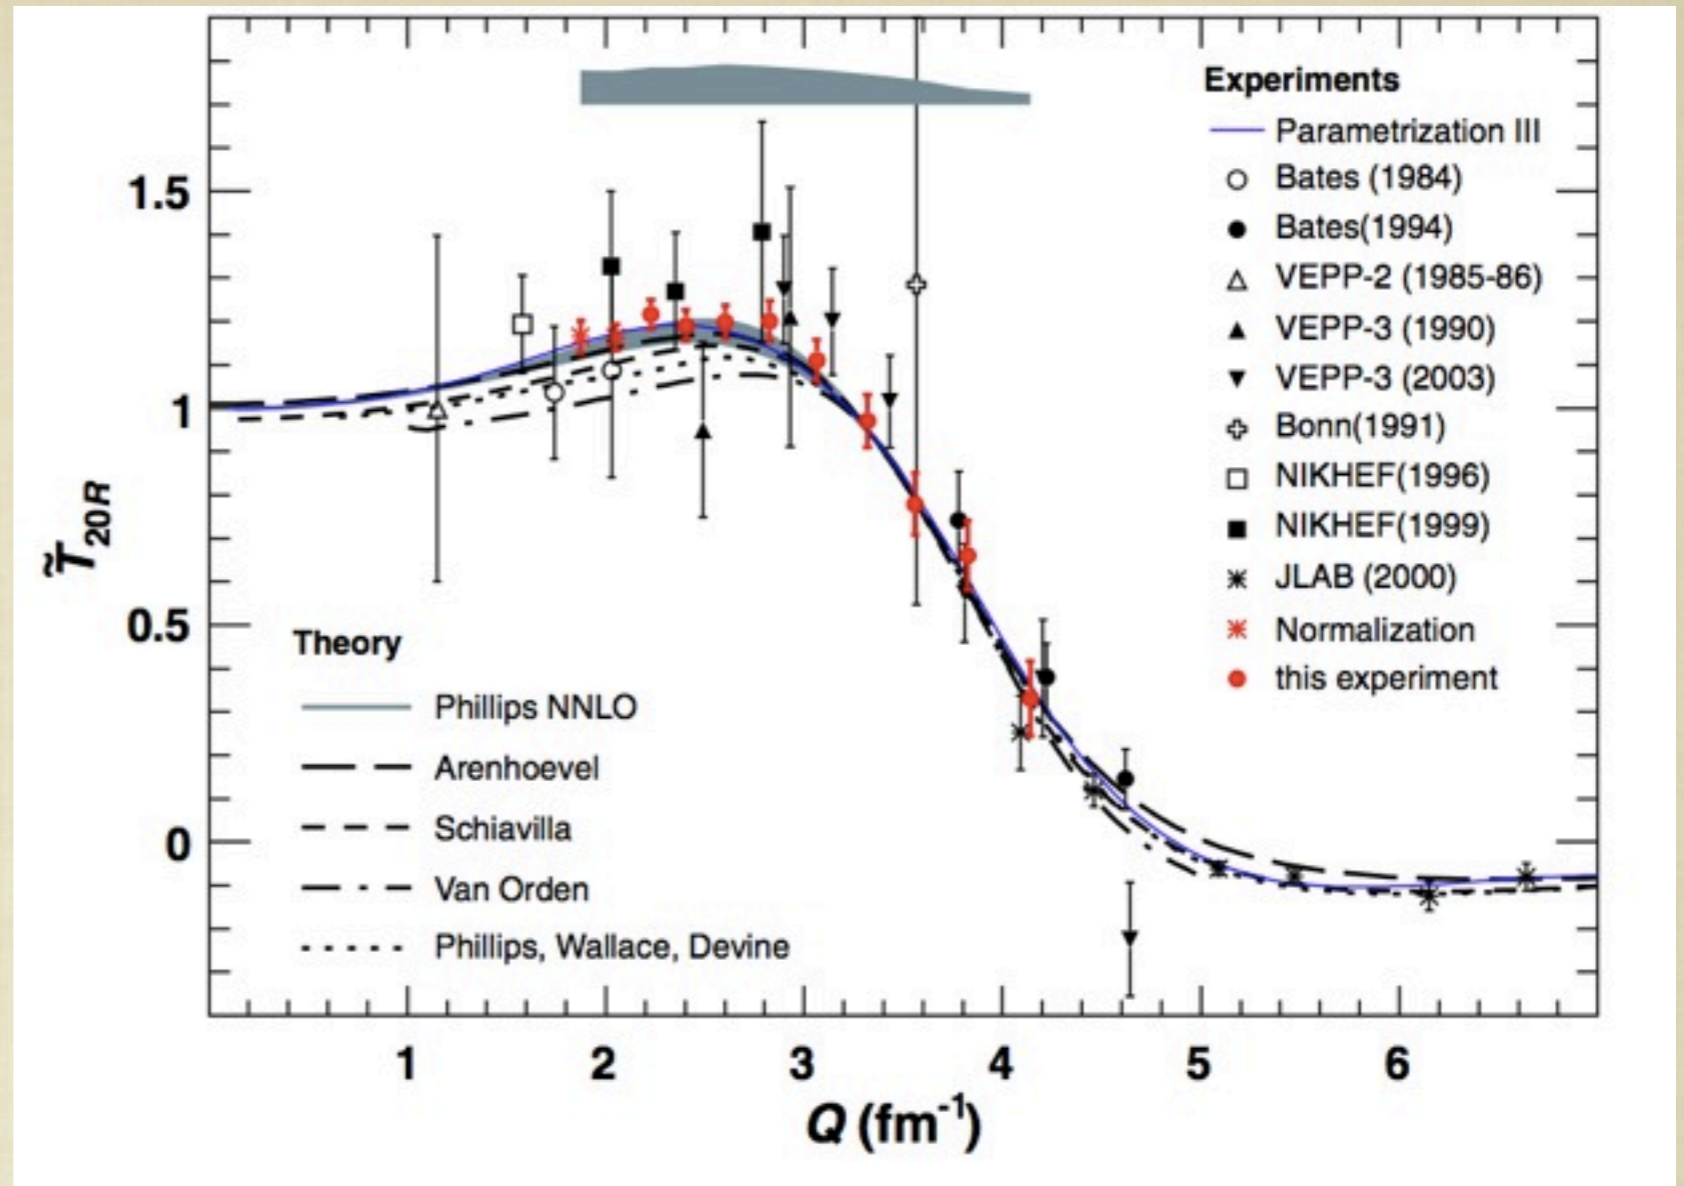 Experiments
Parametrization III
Bates (1984)
Bates(1994)
VEPP-2 (1985-86)
VEPP-3 (1990)
VEPP-3 (2003)
Bonn(1991)
NIKHEF(1996)
NIKHEF(1999)
JLAB (2000)
Normalization
this experiment
1.5
1
0.5
0
T̃20R
Theory
Phillips NNLO
Arenhoevel
Schiavilla
Van Orden
Phillips, Wallace, Devine
1 2 3 4 5 6
Q (fm-1)